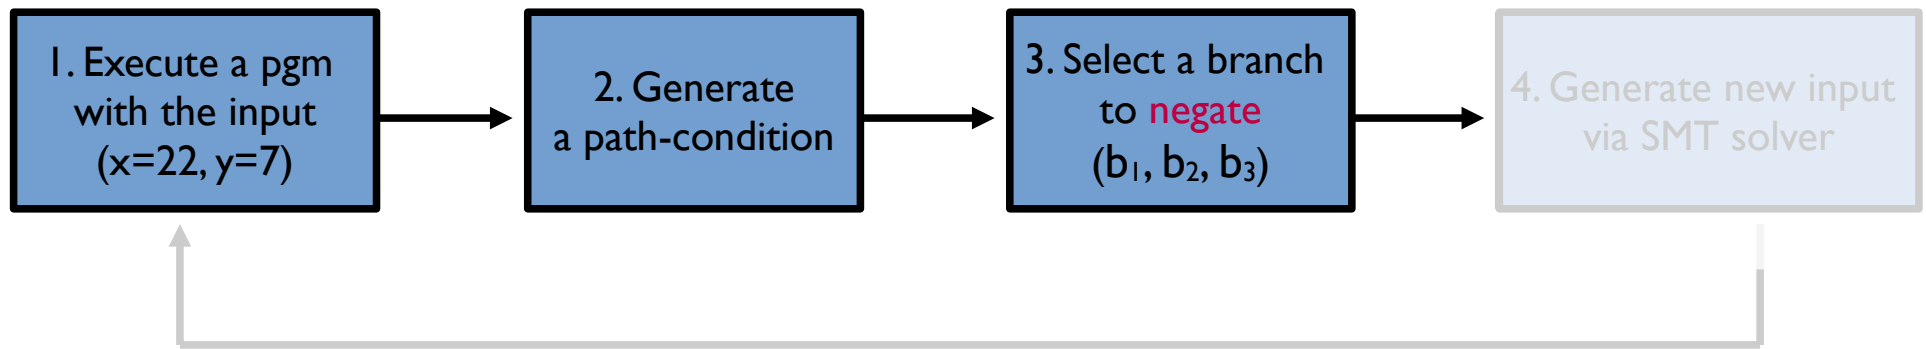 1. Execute a pgm
with the input
(x=22, y=7)
2. Generate
a path-condition
3. Select a branch
to negate
(b₁, b₂, b₃)
4. Generate new input
via SMT solver